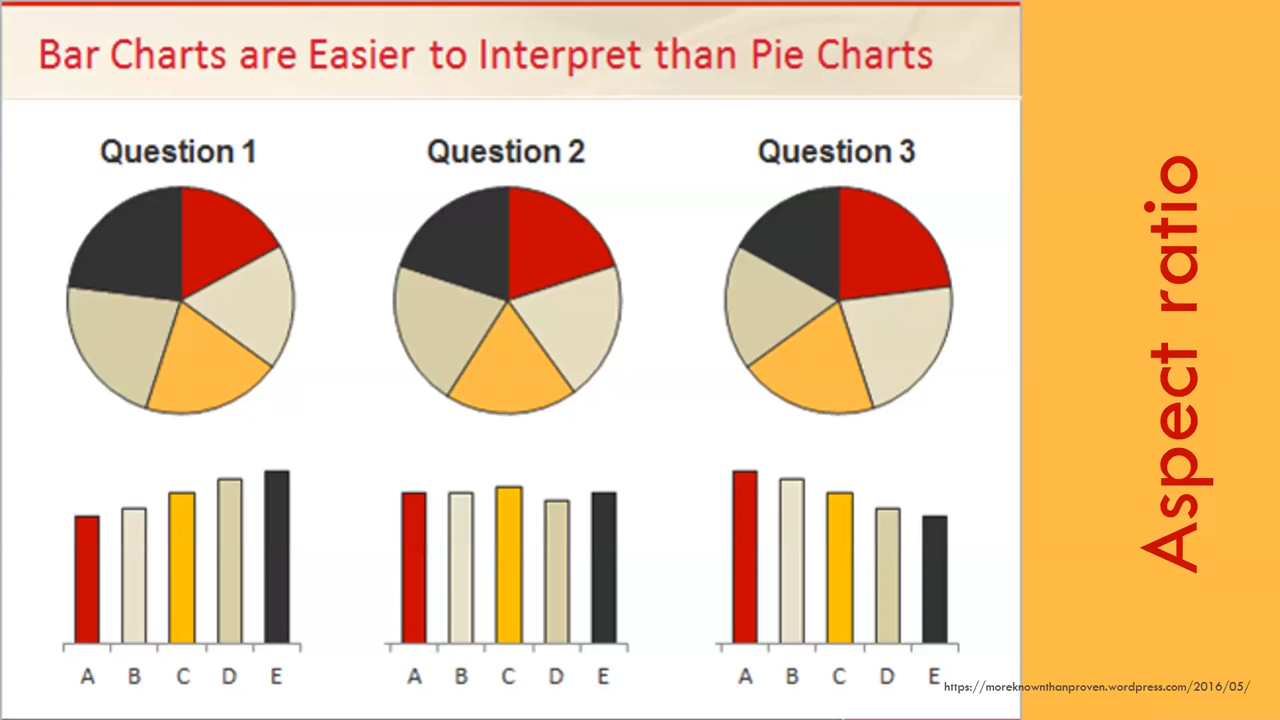 Bar Charts are Easier to Interpret than Pie Charts
Question 1
Question 2
Question 3
A B C D E
A B C D E
A B C D E
https://moreknownthanproven.wordpress.com/2016/05/
Aspect ratio